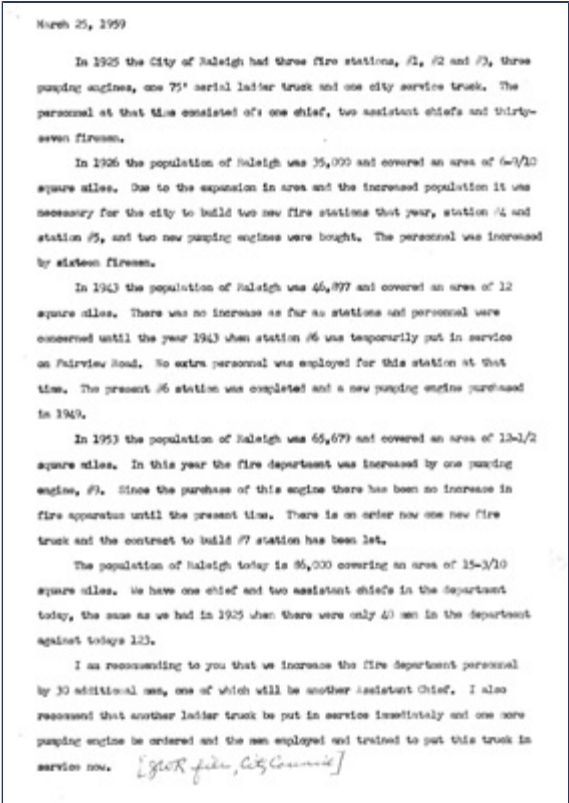 March 25, 1959
In 1925 the City of Raleigh had three fire stations, #1, #2 and #3, three
pumping engines, one 75' aerial ladder truck and one city service truck. The
personnel at that time consisted of: one chief, two assistant chiefs and thirty-
seven firemen.
In 1926 the population of Raleigh was 35,000 and covered an area of 6-9/10
square miles. Due to the expansion in area and the increased population it was
necessary for the city to build two new fire stations that year, station #4 and
station #5, and two new pumping engines were bought. The personnel was increased
by sixteen firemen.
In 1943 the population of Raleigh was 46,897 and covered an area of 12
square miles. There was no increase as far as stations and personnel were
concerned until the year 1943 when station #6 was temporarily put in service
on Fairview Road. No extra personnel was employed for this station at that
time. The present #6 station was completed and a new pumping engine purchased
in 1949.
In 1953 the population of Raleigh was 65,679 and covered an area of 12-1/2
square miles. In this year the fire department was increased by one pumping
engine, #9. Since the purchase of this engine there has been no increase in
fire apparatus until the present time. There is on order now one new fire
truck and the contract to build #7 station has been let.
The population of Raleigh today is 86,000 covering an area of 15-3/10
square miles. We have one chief and two assistant chiefs in the department
today, the same as we had in 1925 when there were only 40 men in the department
against todays 123.
I am recommending to you that we increase the fire department personnel
by 30 additional men, one of which will be another Assistant Chief. I also
recommend that another ladder truck be put in service immediately and one more
pumping engine be ordered and the men employed and trained to put this truck in
service now. [JWR files, City Council]